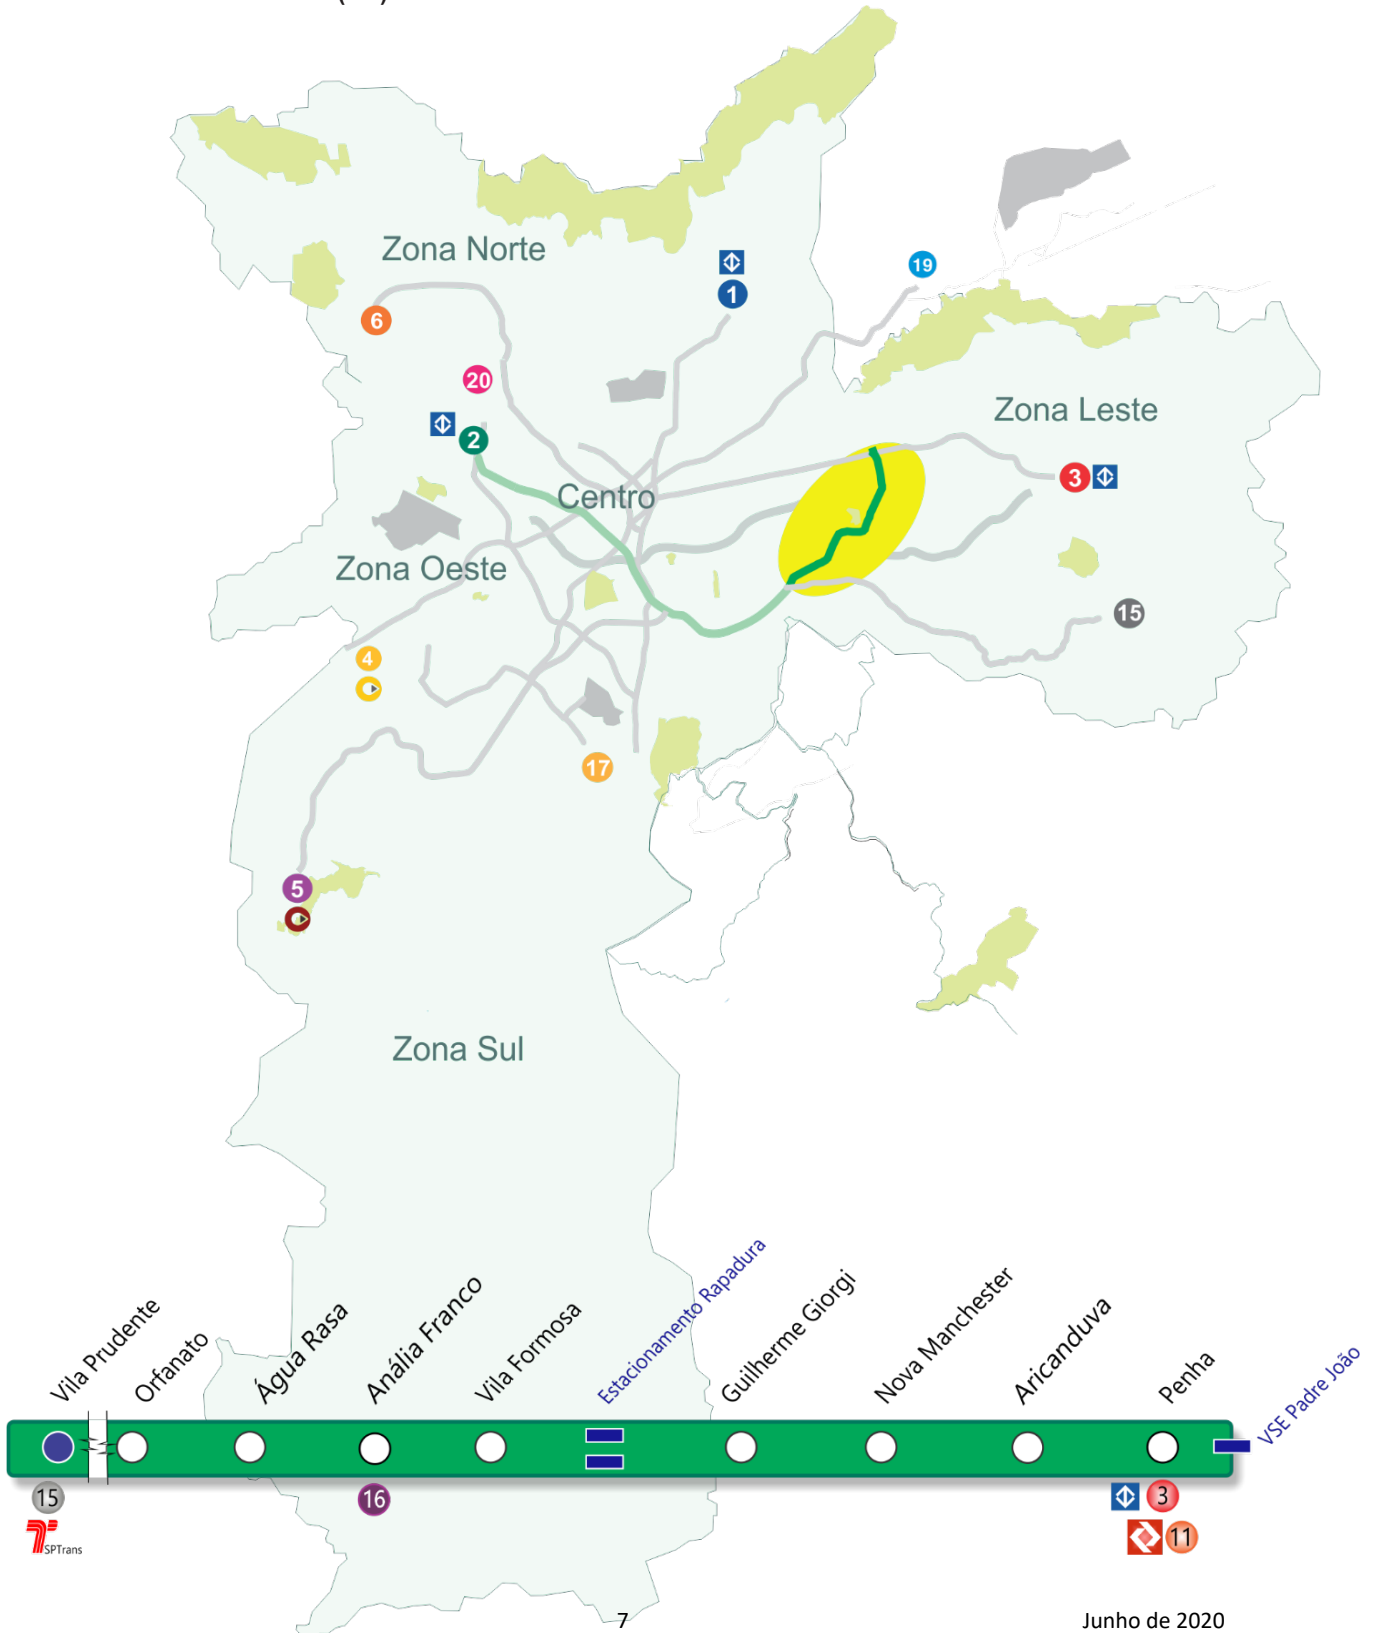 Zona Norte
1
19
6
20
2
Zona Leste
3
Centro
Zona Oeste
15
4
17
5
Zona Sul
Vila Prudente
Orfanato
Água Rasa
Anália Franco
Vila Formosa
Estacionamento Rapadura
Guilherme Giorgi
Nova Manchester
Aricanduva
Penha
VSE Padre João
15
SPTrans
16
3
11
7
Junho de 2020